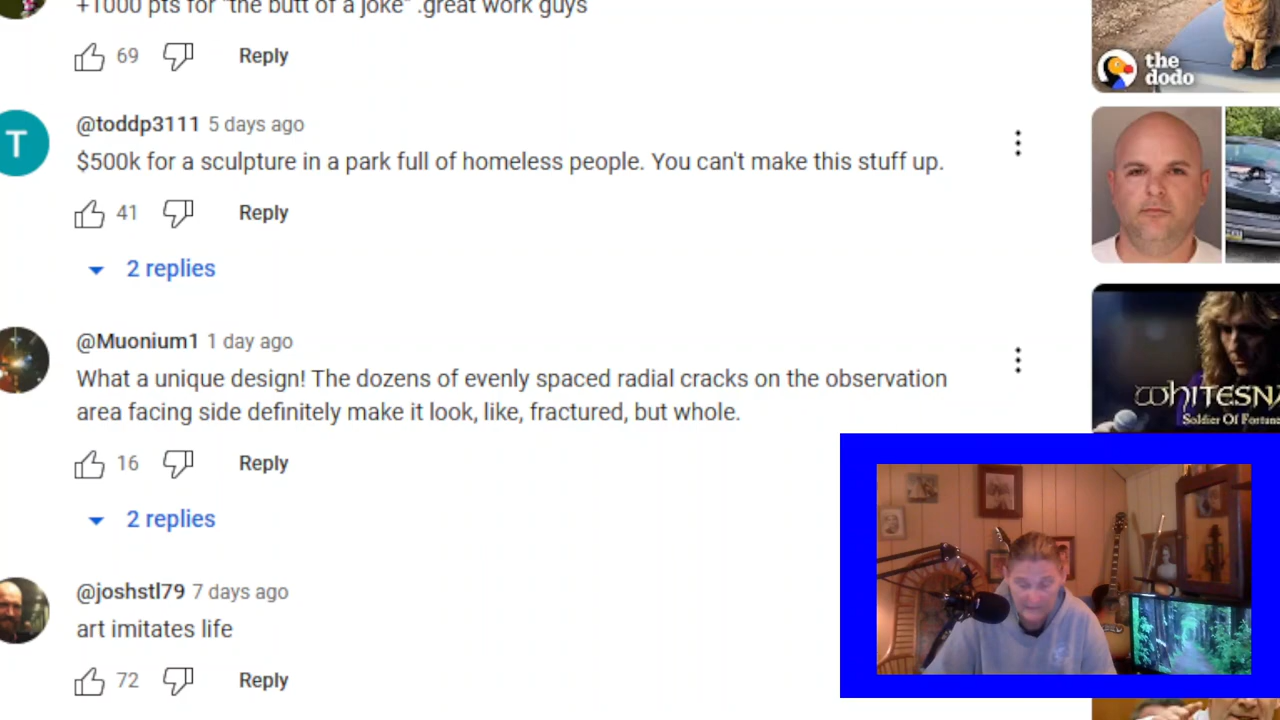 +1000 pts for "the butt of a joke" .great work guys
69 Reply
the
dodo
@toddp3111 5 days ago
T
$500k for a sculpture in a park full of homeless people. You can't make this stuff up.
41 Reply
2 replies
@Muonium1 1 day ago
What a unique design! The dozens of evenly spaced radial cracks on the observation
area facing side definitely make it look, like, fractured, but whole.
WHITESNA
Soldier Of Fortune
16 Reply
2 replies
@joshstl79 7 days ago
art imitates life
72 Reply